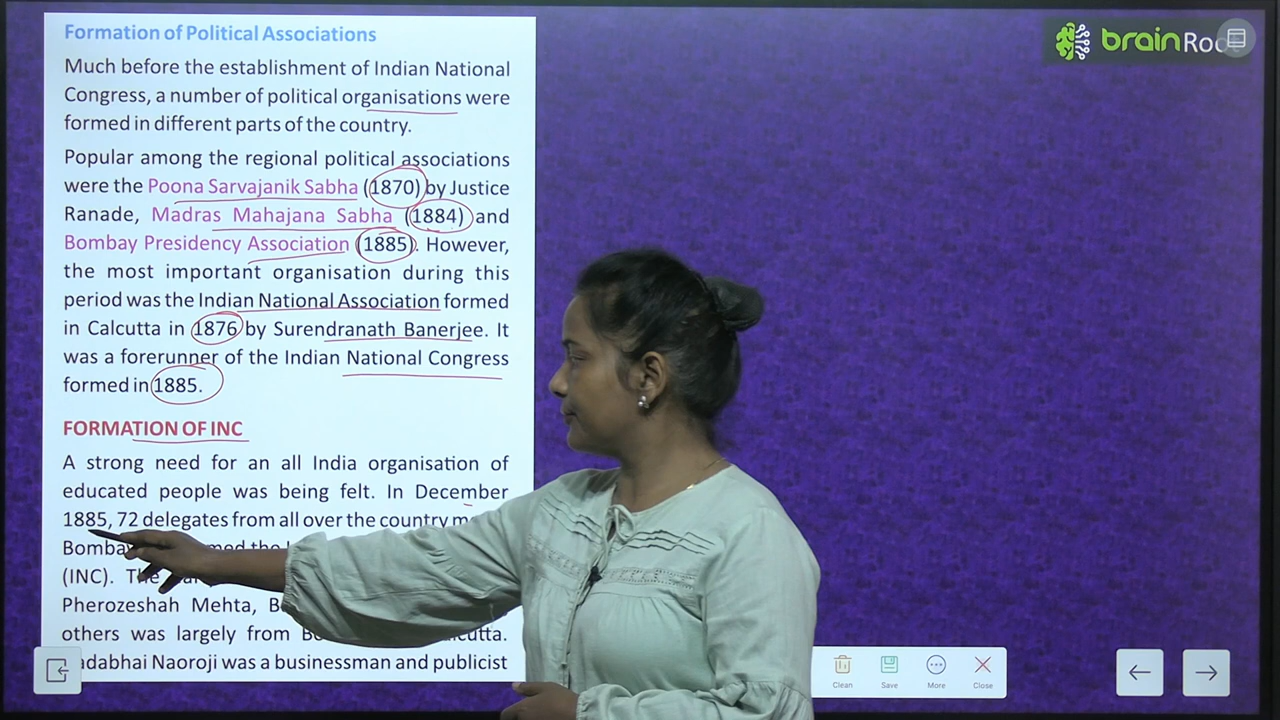 Formation of Political Associations
Much before the establishment of Indian National
Congress, a number of political organisations were
formed in different parts of the country.
Popular among the regional political associations
were the Poona Sarvajanik Sabha (1870) by Justice
Ranade, Madras Mahajana Sabha (1884) and
Bombay Presidency Association (1885). However,
the most important organisation during this
period was the Indian National Association formed
in Calcutta in 1876 by Surendranath Banerjee. It
was a forerunner of the Indian National Congress
formed in 1885.
FORMATION OF INC
A strong need for an all India organisation of
educated people was being felt. In December
1885, 72 delegates from all over the country
Bombay the
(INC). The
Pherozeshah Mehta,
others was largely from
Dadabhai Naoroji was a businessman and publicist
brain
Clean
Save
More
Close